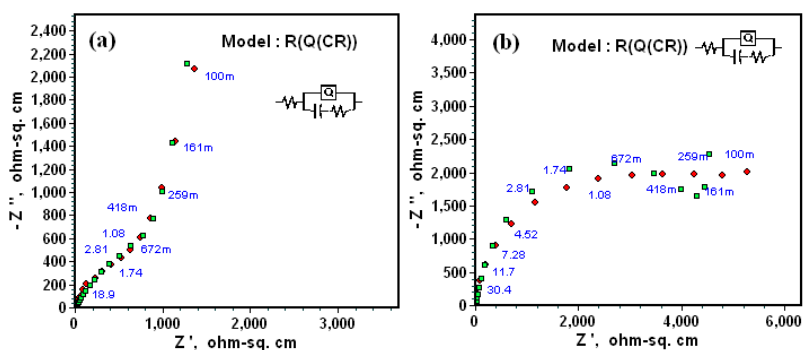 (a)
Model : R(Q(CR))
Q
- Z '' , ohm-sq. cm
2,400
2,200
2,000
1,800
1,600
1,400
1,200
1,000
800
600
400
200
0
100m
161m
259m
418m
1.08
672m
2.81
1.74
18.9
0
1,000
2,000
3,000
Z ' , ohm-sq. cm
(b)
Model : R(Q(CR))
Q
- Z '' , ohm-sq. cm
4,000
3,500
3,000
2,500
2,000
1,500
1,000
500
0
672m
259m
100m
1.74
2.81
1.08
418m
161m
4.52
7.28
11.7
30.4
0
2,000
4,000
6,000
Z ' , ohm-sq. cm